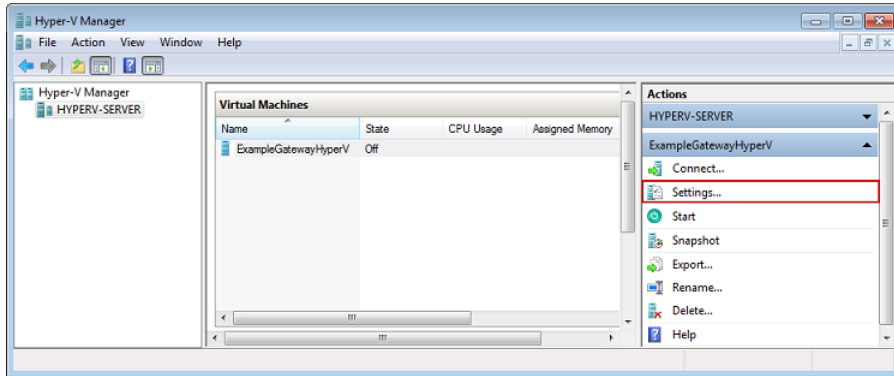 Hyper-V Manager
File Action View Window Help
Hyper-V Manager
HYPERV-SERVER
Virtual Machines
Name State CPU Usage Assigned Memory
ExampleGatewayHyperV Off
Actions
HYPERV-SERVER
ExampleGatewayHyperV
Connect...
Settings...
Start
Snapshot
Export...
Rename...
Delete...
Help